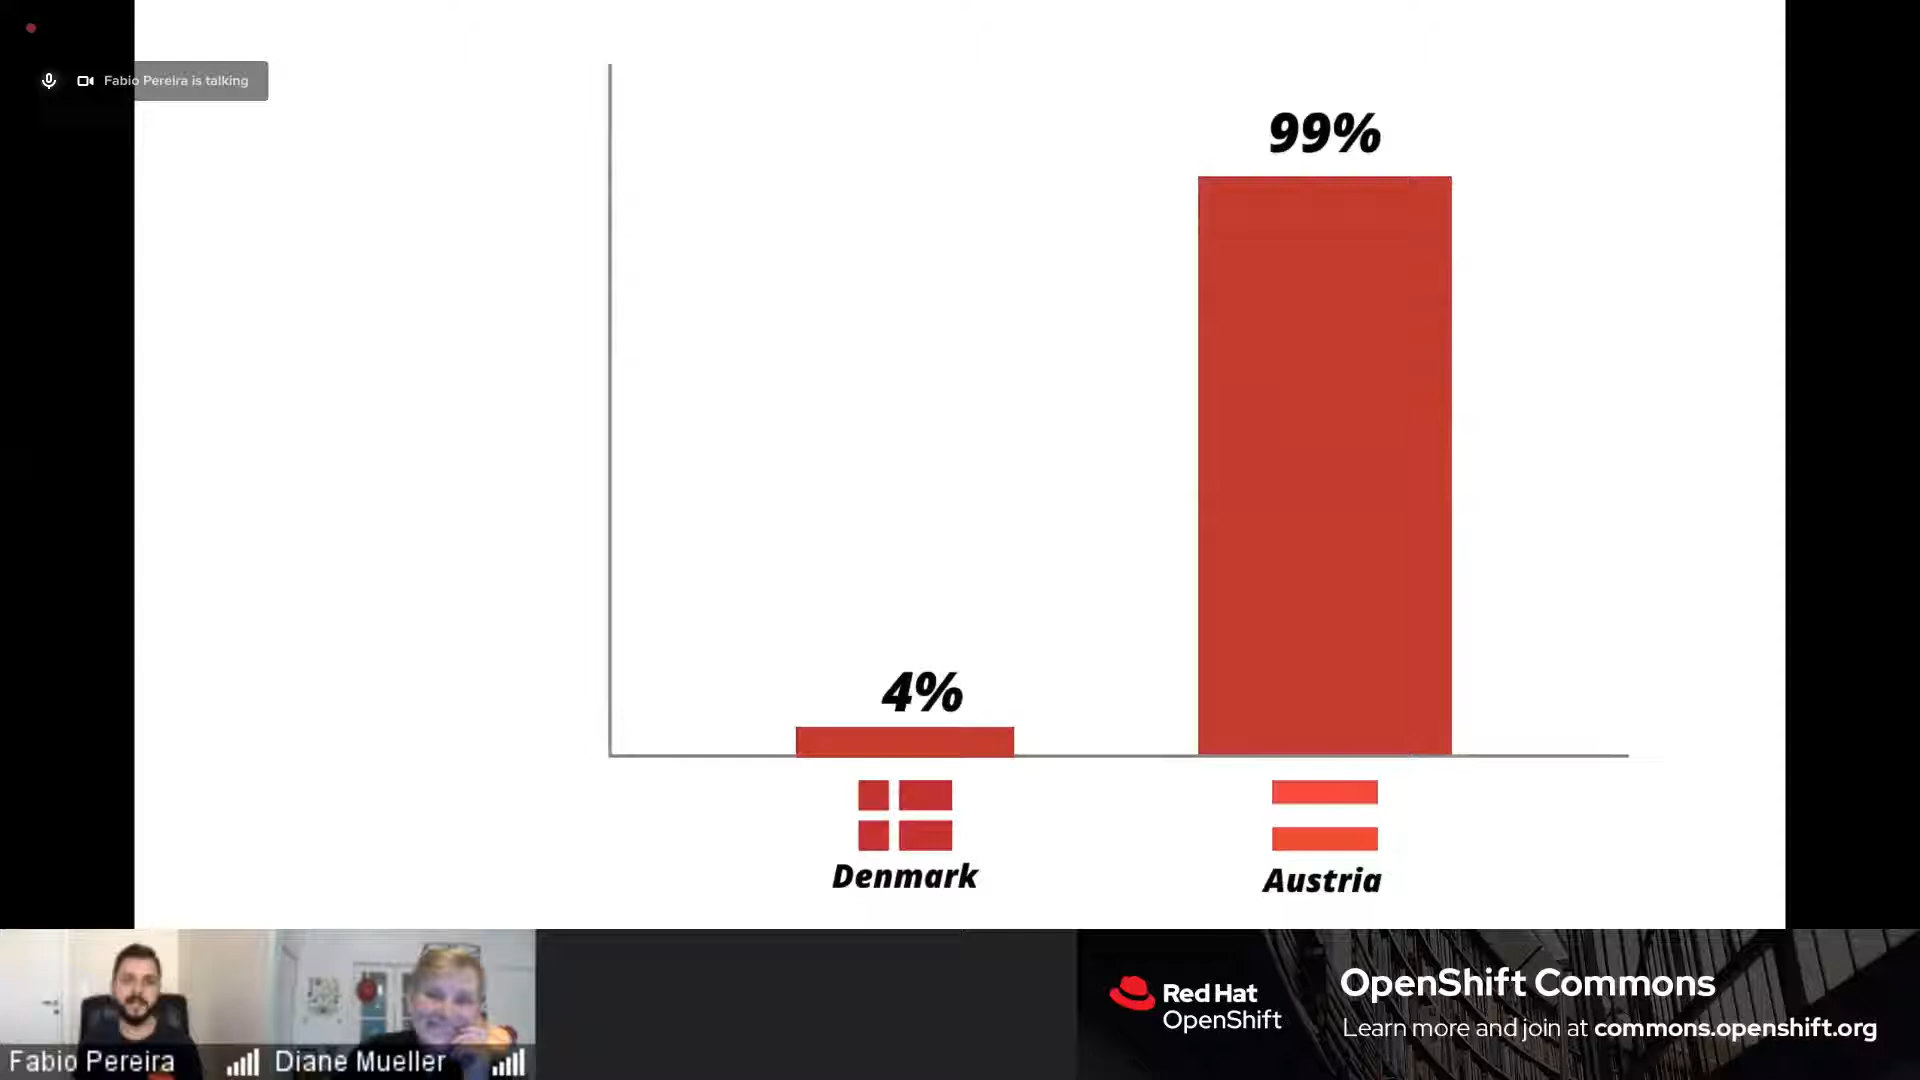 Fabio Pereira is talking
99%
4%
Denmark
Austria
Fabio Pereira
Diane Mueller
Red Hat
OpenShift
OpenShift Commons
Learn more and join at commons.openshift.org